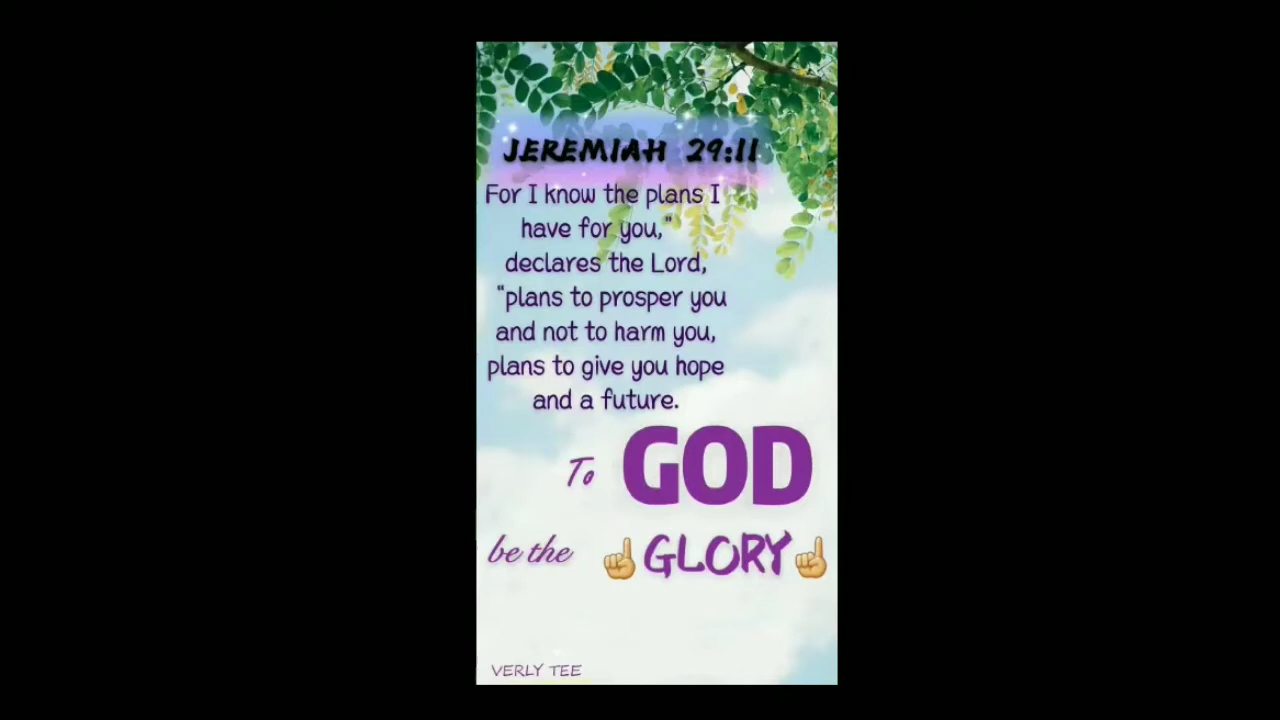 JEREMIAH 29:11
For I know the plans I
have for you,”
declares the Lord,
“plans to prosper you
and not to harm you,
plans to give you hope
and a future.
To GOD
be the ☝GLORY☝
VERLY TEE